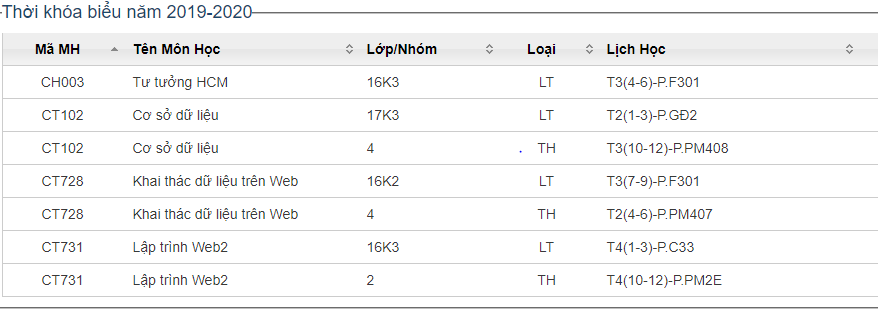 Thời khóa biểu năm 2019-2020
Mã MH Tên Môn Học Lớp/Nhóm Loại Lịch Học
CH003 Tư tưởng HCM 16K3 LT T3(4-6)-P.F301
CT102 Cơ sở dữ liệu 17K3 LT T2(1-3)-P.GĐ2
CT102 Cơ sở dữ liệu 4 TH T3(10-12)-P.PM408
CT728 Khai thác dữ liệu trên Web 16K2 LT T3(7-9)-P.F301
CT728 Khai thác dữ liệu trên Web 4 TH T2(4-6)-P.PM407
CT731 Lập trình Web2 16K3 LT T4(1-3)-P.C33
CT731 Lập trình Web2 2 TH T4(10-12)-P.PM2E